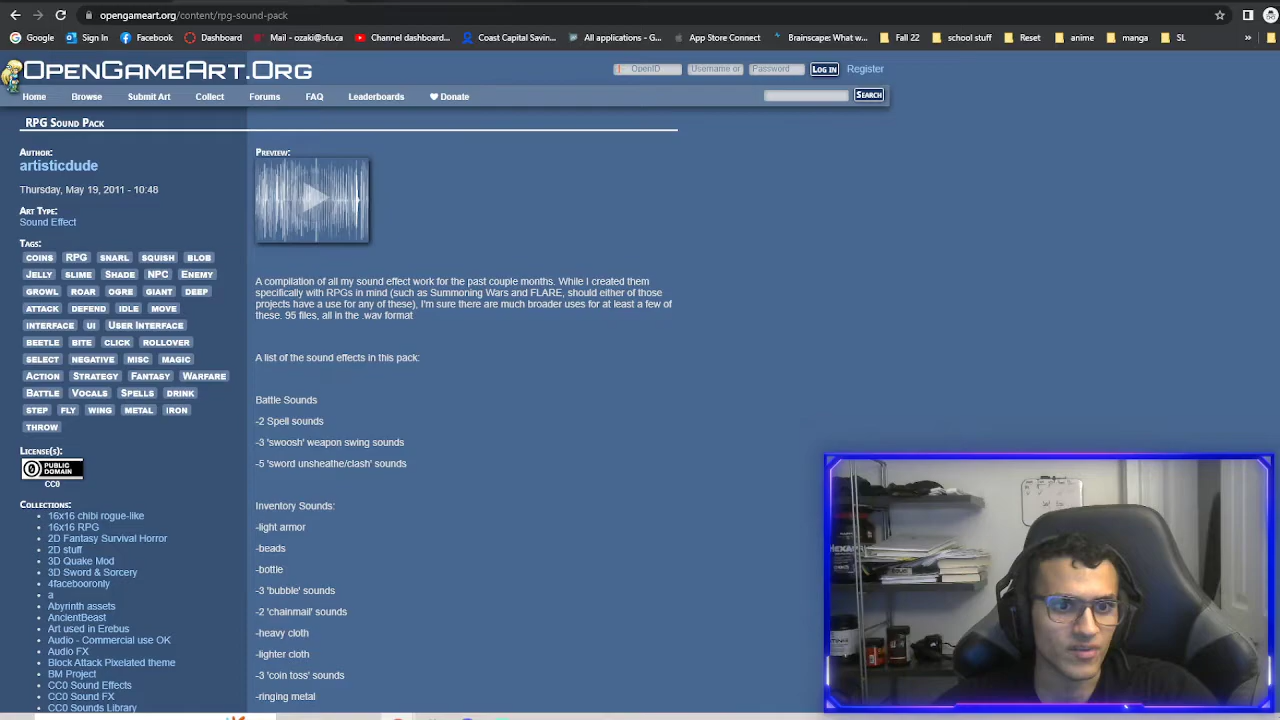 opengameart.org/content/rpg-sound-pack
Google
Sign In
Facebook
Dashboard
Mail - ozaki@sfu.ca
Channel dashboard...
Coast Capital Savin...
All applications - G...
App Store Connect
brainscape: What w...
Fall 22
school stuff
Reset
anime
manga
SL
»
OpenGameArt.Org
OpenID
Username or
Password
Log in
Register
Home
Browse
Submit Art
Collect
Forums
FAQ
Leaderboards
❤ Donate
Search
RPG Sound Pack
Author:
artisticdude
Thursday, May 19, 2011 - 10:48
Art Type:
Sound Effect
Tags:
coins RPG snarl squish blob
Jelly slime Shade NPC Enemy
growl roar ogre giant deep
attack defend idle move
interface ui User Interface
beetle bite click rollover
select negative misc magic
Action Strategy Fantasy Warfare
Battle Vocals Spells drink
step fly wing metal iron
throw
License(s):
PUBLIC DOMAIN
CC0
Collections:
16x16 chibi rogue-like
16x16 RPG
2D Fantasy Survival Horror
2D stuff
3D Quake Mod
3D Sword & Sorcery
4facebooronly
a
Abyrinth assets
AncientBeast
Art used in Erebus
Audio - Commercial use OK
Audio FX
Block Attack Pixelated theme
BM Project
CC0 Sound Effects
CC0 Sound FX
CC0 Sounds Library
Preview:
A compilation of all my sound effect work for the past couple months. While I created them
specifically with RPGs in mind (such as Summoning Wars and FLARE, should either of those
projects have a use for any of these), I'm sure there are much broader uses for at least a few of
these. 95 files, all in the .wav format
A list of the sound effects in this pack:
Battle Sounds
-2 Spell sounds
-3 'swoosh' weapon swing sounds
-5 'sword unsheathe/clash' sounds
Inventory Sounds:
-light armor
-beads
-bottle
-3 'bubble' sounds
-2 'chainmail' sounds
-heavy cloth
-lighter cloth
-3 'coin toss' sounds
-ringing metal